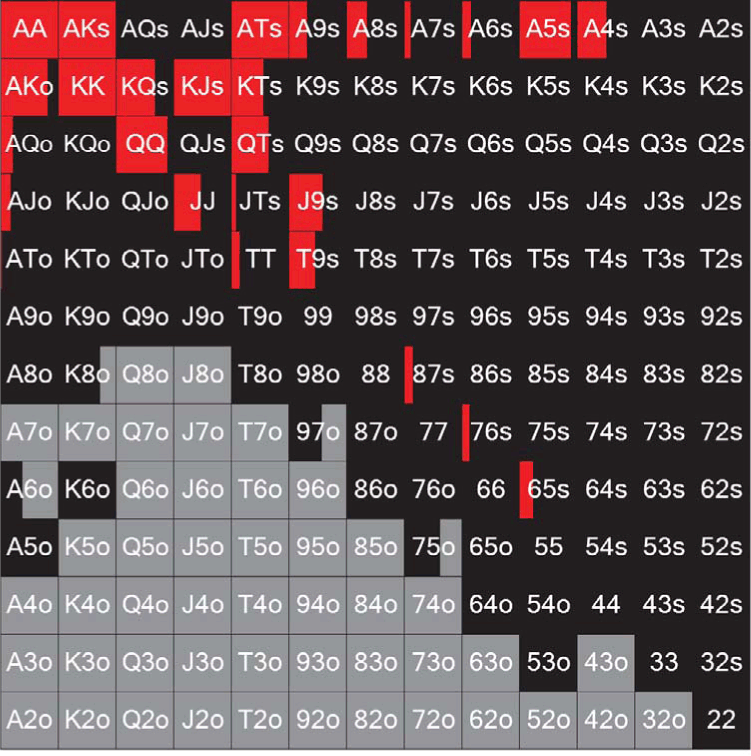 AA AKs AQs AJs ATs A9s A8s A7s A6s A5s A4s A3s A2s
AKo KK KQs KJs KTs K9s K8s K7s K6s K5s K4s K3s K2s
AQo KQo QQ QJs QTs Q9s Q8s Q7s Q6s Q5s Q4s Q3s Q2s
AJo KJo QJo JJ JTs J9s J8s J7s J6s J5s J4s J3s J2s
ATo KTo QTo JTo TT T9s T8s T7s T6s T5s T4s T3s T2s
A9o K9o Q9o J9o T9o 99 98s 97s 96s 95s 94s 93s 92s
A8o K8o Q8o J8o T8o 98o 88 87s 86s 85s 84s 83s 82s
A7o K7o Q7o J7o T7o 97o 87o 77 76s 75s 74s 73s 72s
A6o K6o Q6o J6o T6o 96o 86o 76o 66 65s 64s 63s 62s
A5o K5o Q5o J5o T5o 95o 85o 75o 65o 55 54s 53s 52s
A4o K4o Q4o J4o T4o 94o 84o 74o 64o 54o 44 43s 42s
A3o K3o Q3o J3o T3o 93o 83o 73o 63o 53o 43o 33 32s
A2o K2o Q2o J2o T2o 92o 82o 72o 62o 52o 42o 32o 22